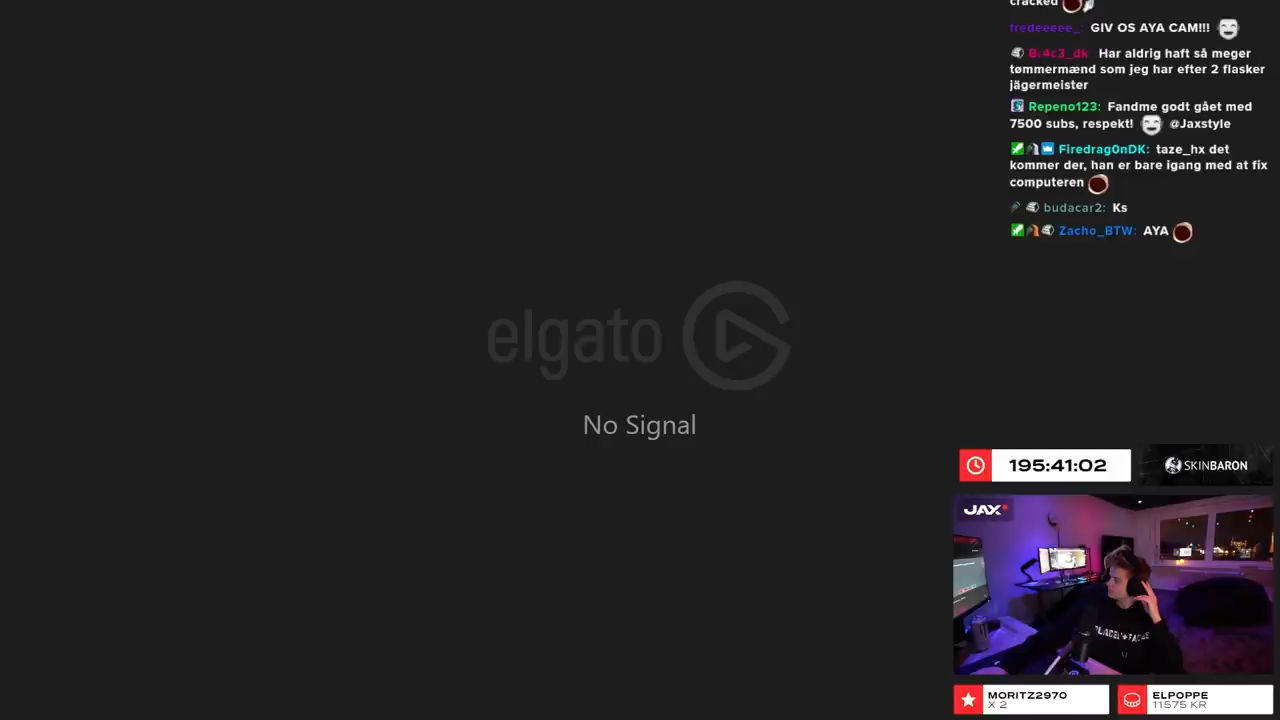 cracked
fredeeeee_: GIV OS AYA CAM!!!
B.4c3_dk Har aldrig haft så meger
tømmermænd som jeg har efter 2 flasker
jägermeister
Repeno123: Fandme godt gået med
7500 subs, respekt! @Jaxstyle
Firedrag0nDK: taze_hx det
kommer der, han er bare igang med at fix
computeren
budacar2: Ks
Zacho_BTW: AYA
elgato
No Signal
195:41:02
SKINBARON
JAX
MORITZ2970
X 2
ELPOPPE
11575 KR